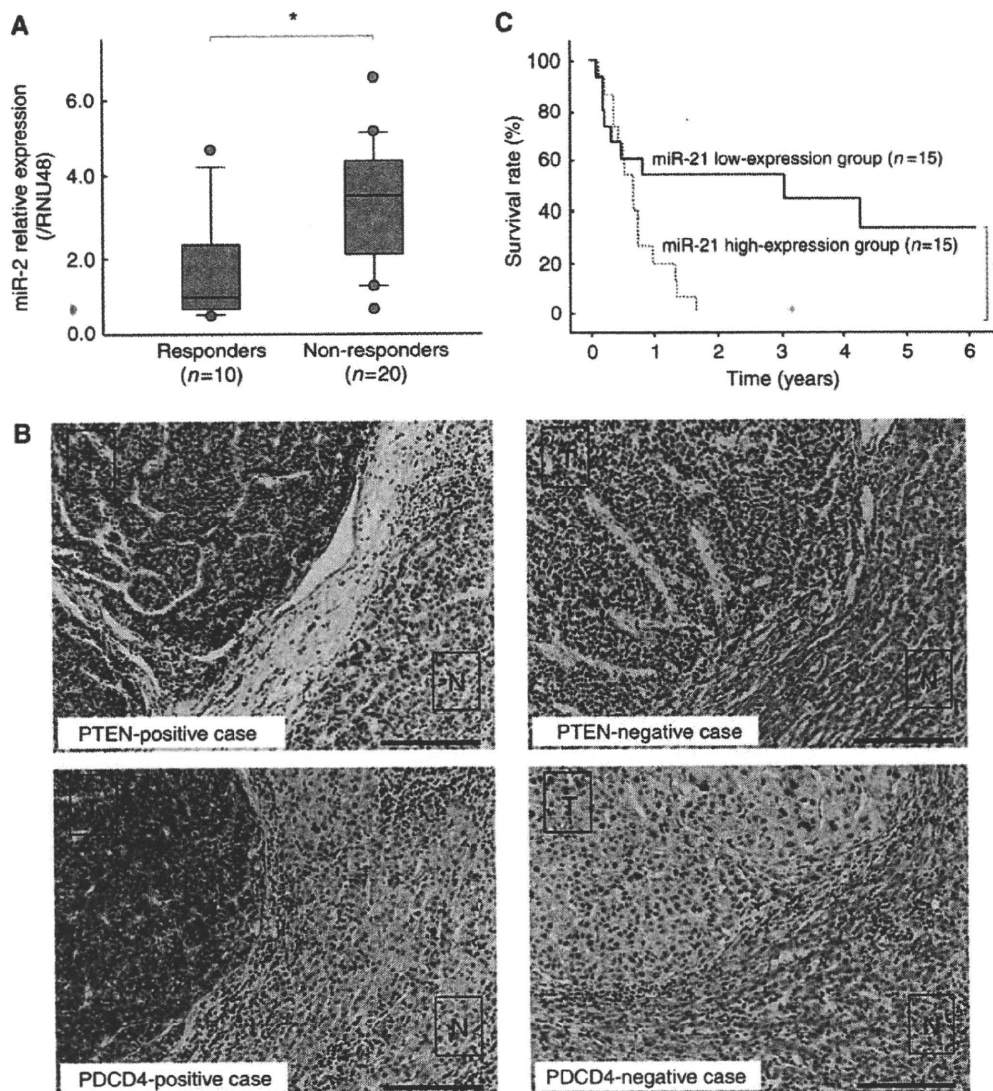 A
*
miR-2 relative expression
(/RNU48)
6.0
4.0
2.0
0.0
Responders
(n=10)
Non-responders
(n=20)
C
Survival rate (%)
100
80
60
40
20
0
miR-21 low-expression group (n=15)
miR-21 high-expression group (n=15)
0 1 2 3 4 5 6
Time (years)
B
N
PTEN-positive case
T
N
PTEN-negative case
N
PDCD4-positive case
T
N
PDCD4-negative case